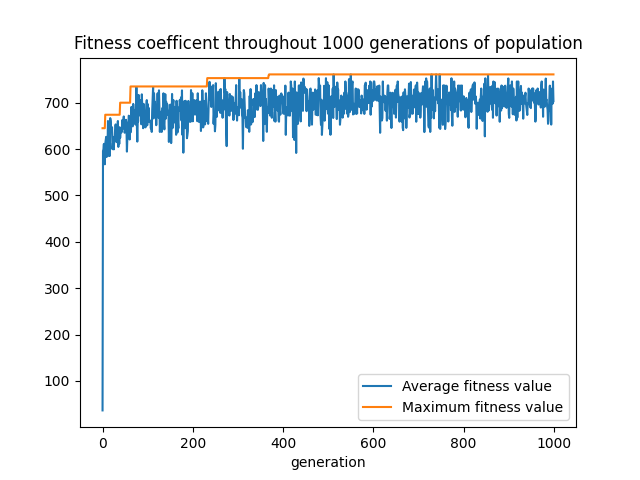 Fitness coefficent throughout 1000 generations of population
700
600
500
400
300
200
100
0 200 400 600 800 1000
generation
Average fitness value
Maximum fitness value